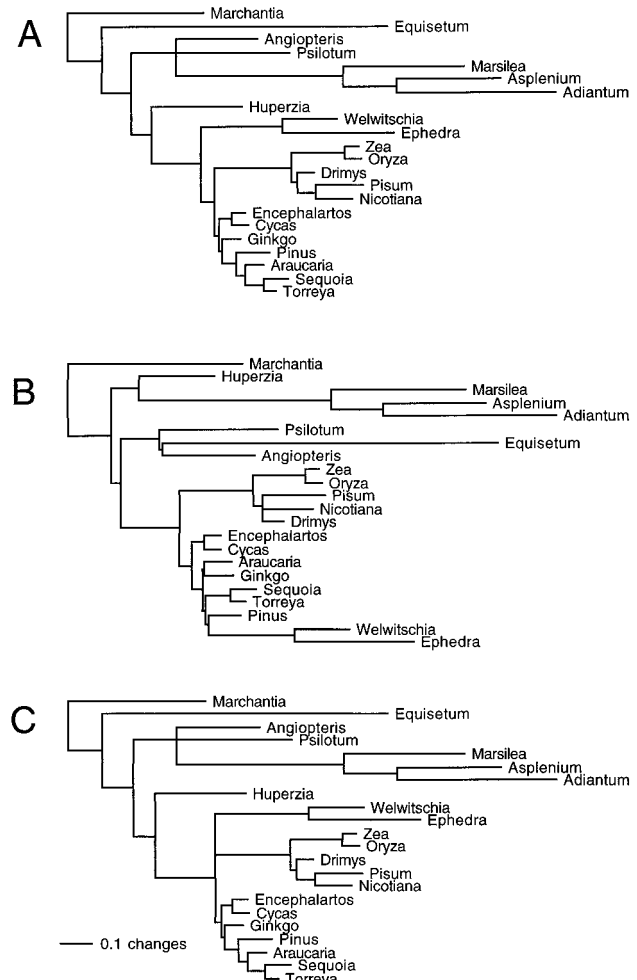 A
Marchantia
Equisetum
Angiopteris
Psilotum
Marsilea
Asplenium
Adiantum
Huperzia
Welwitschia
Ephedra
Zea
Oryza
Drimys
Pisum
Nicotiana
Encephalartos
Cycas
Ginkgo
Pinus
Araucaria
Sequoia
Torreya
B
Marchantia
Huperzia
Marsilea
Asplenium
Adiantum
Psilotum
Equisetum
Angiopteris
Zea
Oryza
Pisum
Nicotiana
Drimys
Encephalartos
Cycas
Araucaria
Ginkgo
Sequoia
Torreya
Pinus
Welwitschia
Ephedra
C
Marchantia
Equisetum
Angiopteris
Psilotum
Marsilea
Asplenium
Adiantum
Huperzia
Welwitschia
Ephedra
Zea
Oryza
Drimys
Pisum
Nicotiana
Encephalartos
Cycas
Ginkgo
Pinus
Araucaria
Sequoia
Torreya
0.1 changes